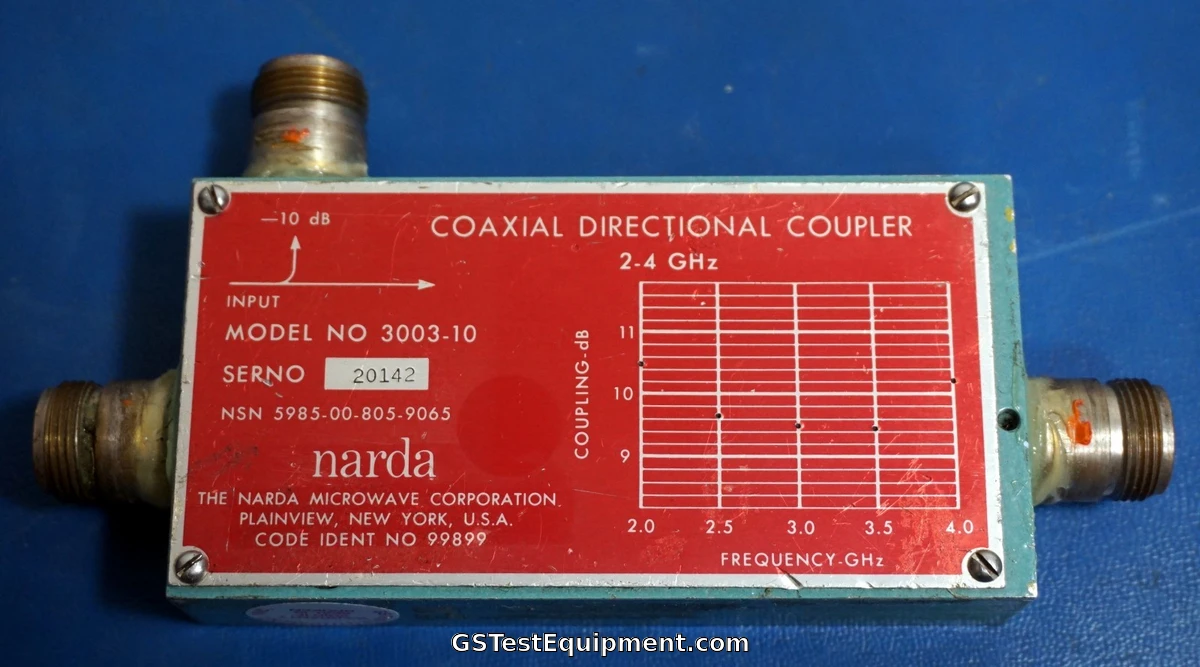 —10 dB
COAXIAL DIRECTIONAL COUPLER
2-4 GHz
INPUT
MODEL NO 3003-10
SERNO 20142
NSN 5985-00-805-9065
narda
THE NARDA MICROWAVE CORPORATION
PLAINVIEW, NEW YORK, U.S.A.
CODE IDENT NO 99899
COUPLING-dB
11
10
9
2.0 2.5 3.0 3.5 4.0
FREQUENCY-GHz
GSTestEquipment.com